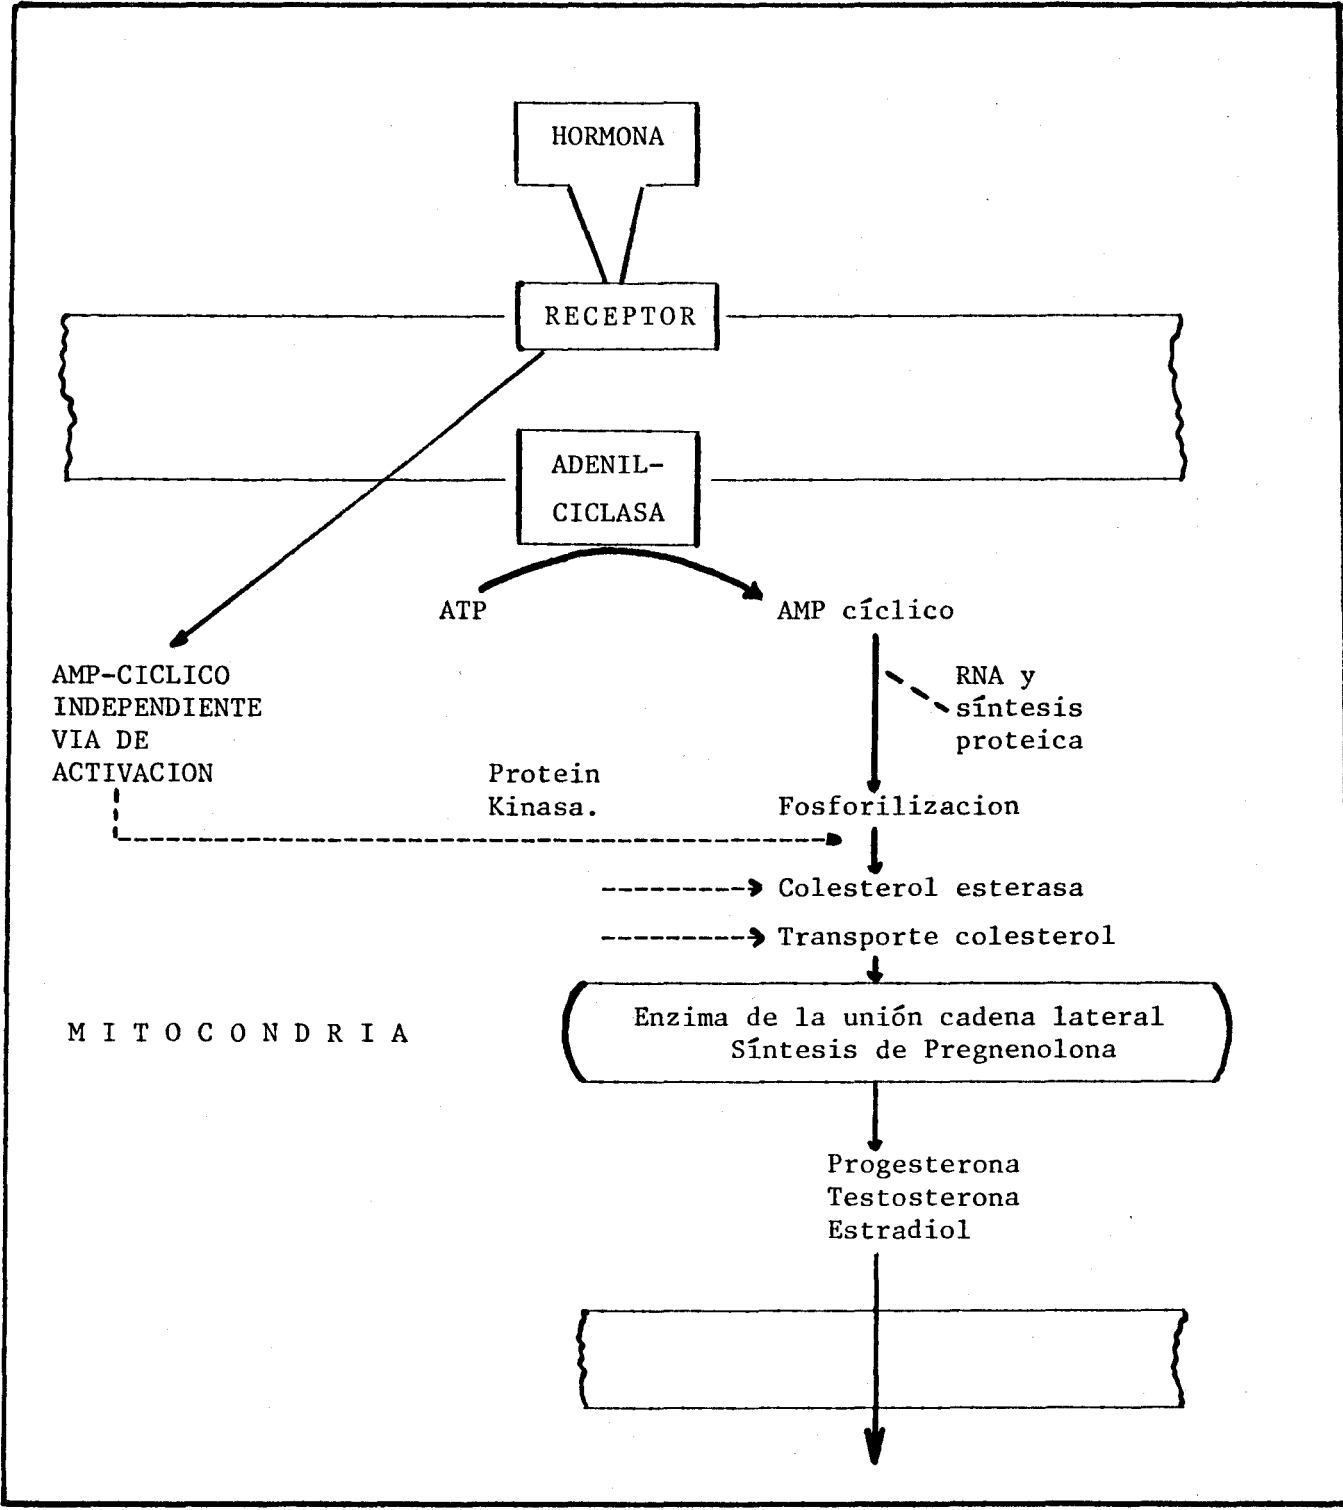 HORMONA
RECEPTOR
ADENIL-
CICLASA
ATP
AMP cíclico
AMP-CICLICO
INDEPENDIENTE
VIA DE
ACTIVACION
RNA y
síntesis
proteica
Protein
Kinasa.
Fosforilizacion
Colesterol esterasa
Transporte colesterol
MITOCONDRIA
Enzima de la unión cadena lateral
Síntesis de Pregnenolona
Progesterona
Testosterona
Estradiol